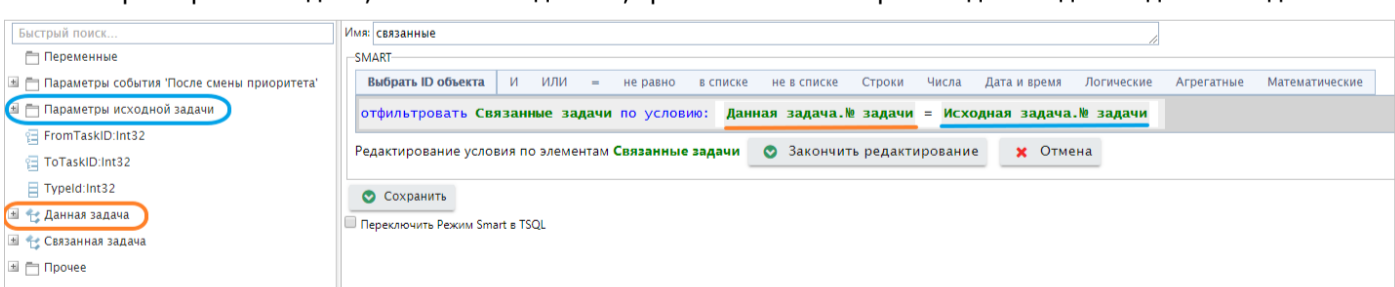 Быстрый поиск...
Переменные
Параметры события 'После смены приоритета'
Параметры исходной задачи
FromTaskID:Int32
ToTaskID:Int32
TypeId:Int32
Данная задача
Связанная задача
Прочее
Имя: связанные
SMART
Выбрать ID объекта И ИЛИ = не равно в списке не в списке Строки Числа Дата и время Логические Агрегатные Математические
отфильтровать Связанные задачи по условию: Данная задача.№ задачи = Исходная задача.№ задачи
Редактирование условия по элементам Связанные задачи Закончить редактирование Отмена
Сохранить
Переключить Режим Smart в TSQL